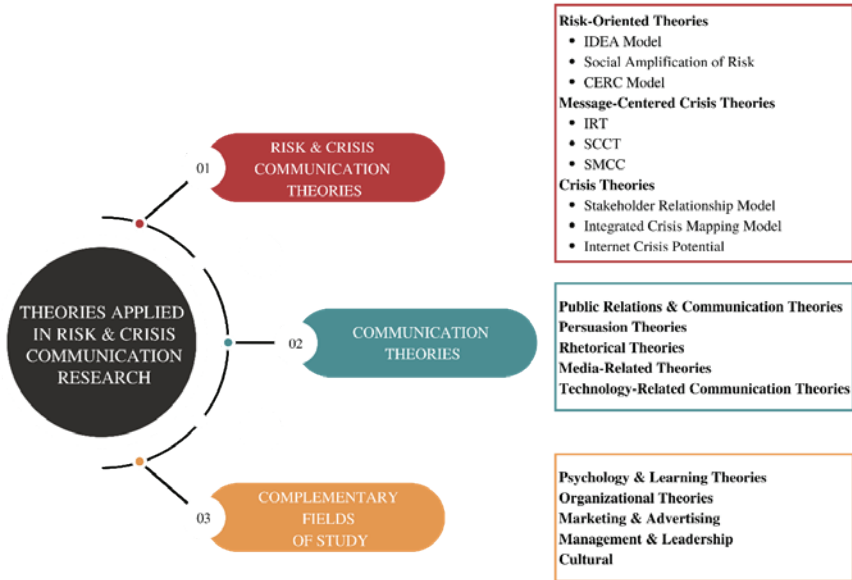 THEORIES APPLIED
IN RISK & CRISIS
COMMUNICATION
RESEARCH
01
RISK & CRISIS
COMMUNICATION
THEORIES
Risk-Oriented Theories
• IDEA Model
• Social Amplification of Risk
• CERC Model
Message-Centered Crisis Theories
• IRT
• SCCT
• SMCC
Crisis Theories
• Stakeholder Relationship Model
• Integrated Crisis Mapping Model
• Internet Crisis Potential
02
COMMUNICATION
THEORIES
Public Relations & Communication Theories
Persuasion Theories
Rhetorical Theories
Media-Related Theories
Technology-Related Communication Theories
03
COMPLEMENTARY
FIELDS
OF STUDY
Psychology & Learning Theories
Organizational Theories
Marketing & Advertising
Management & Leadership
Cultural